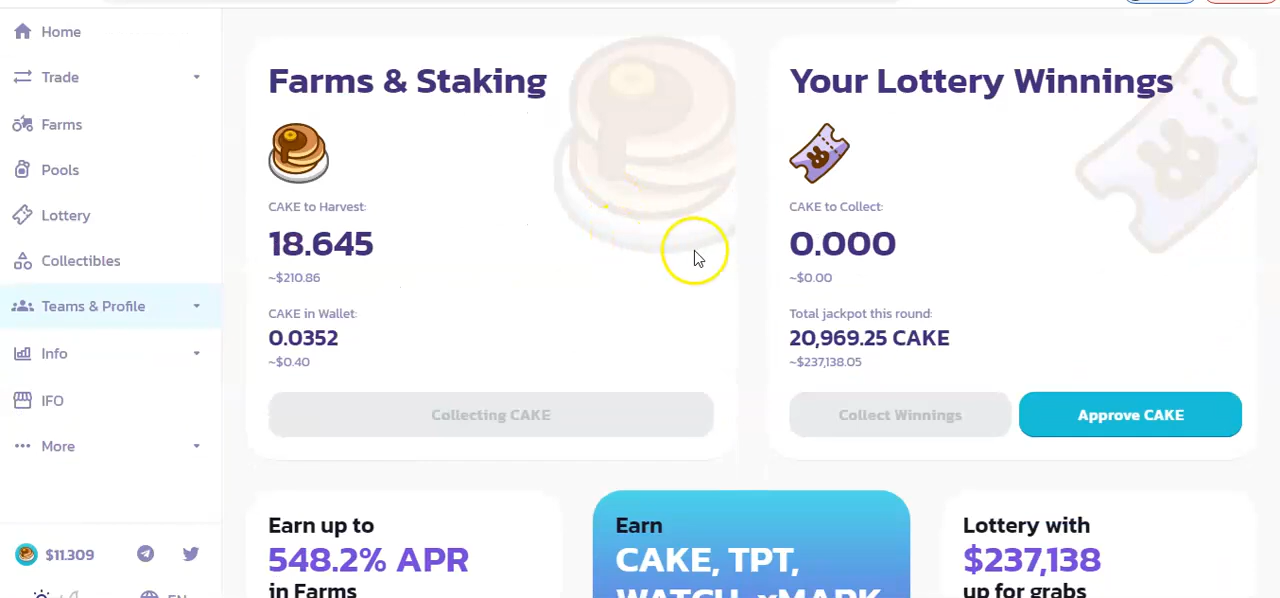 Home
Trade
Farms
Pools
Lottery
Collectibles
Teams & Profile
Info
IFO
More
$11.309
EN
Farms & Staking
CAKE to Harvest:
18.645
~$210.86
CAKE in Wallet:
0.0352
~$0.40
Collecting CAKE
Your Lottery Winnings
CAKE to Collect:
0.000
~$0.00
Total jackpot this round:
20,969.25 CAKE
~$237,138.05
Collect Winnings
Approve CAKE
Earn up to
548.2% APR
in Farms
Earn
CAKE, TPT,
WATCH, xMARK
Lottery with
$237,138
up for grabs